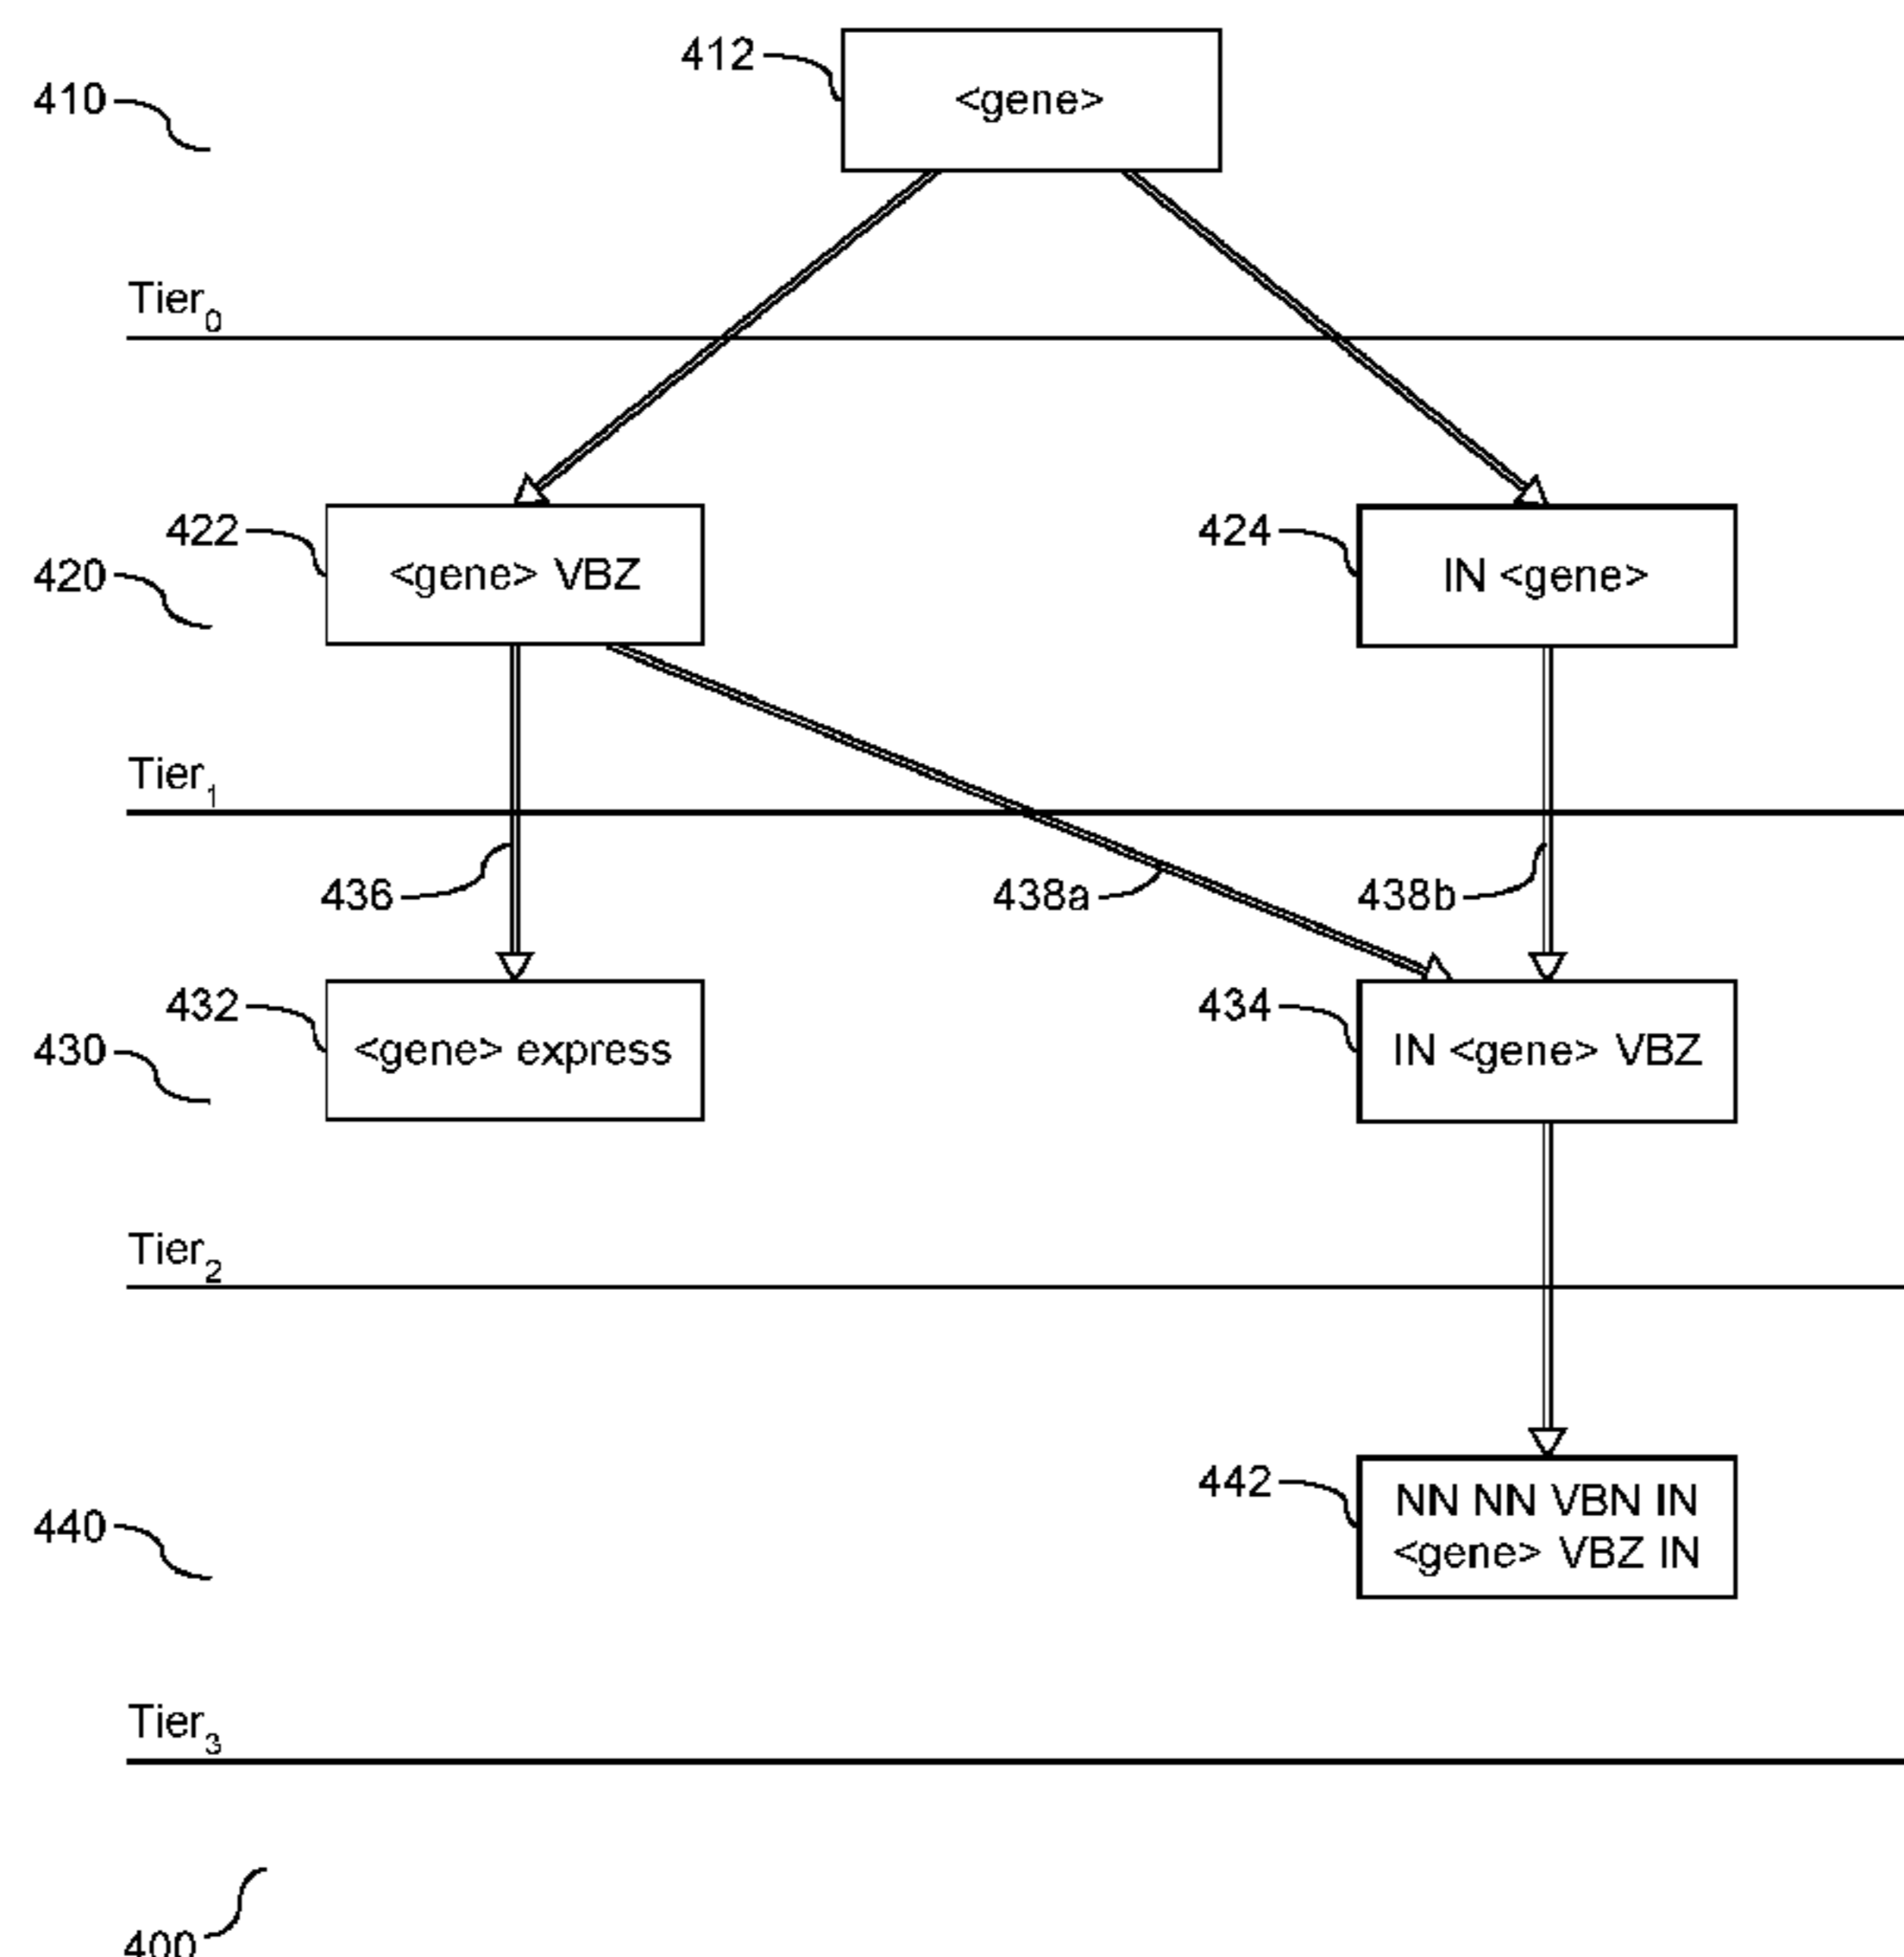 412
<gene>
410
Tier0
422
<gene> VBZ
424
IN <gene>
420
Tier1
436
438a
438b
432
<gene> express
434
IN <gene> VBZ
430
Tier2
442
NN NN VBN IN
<gene> VBZ IN
440
Tier3
400